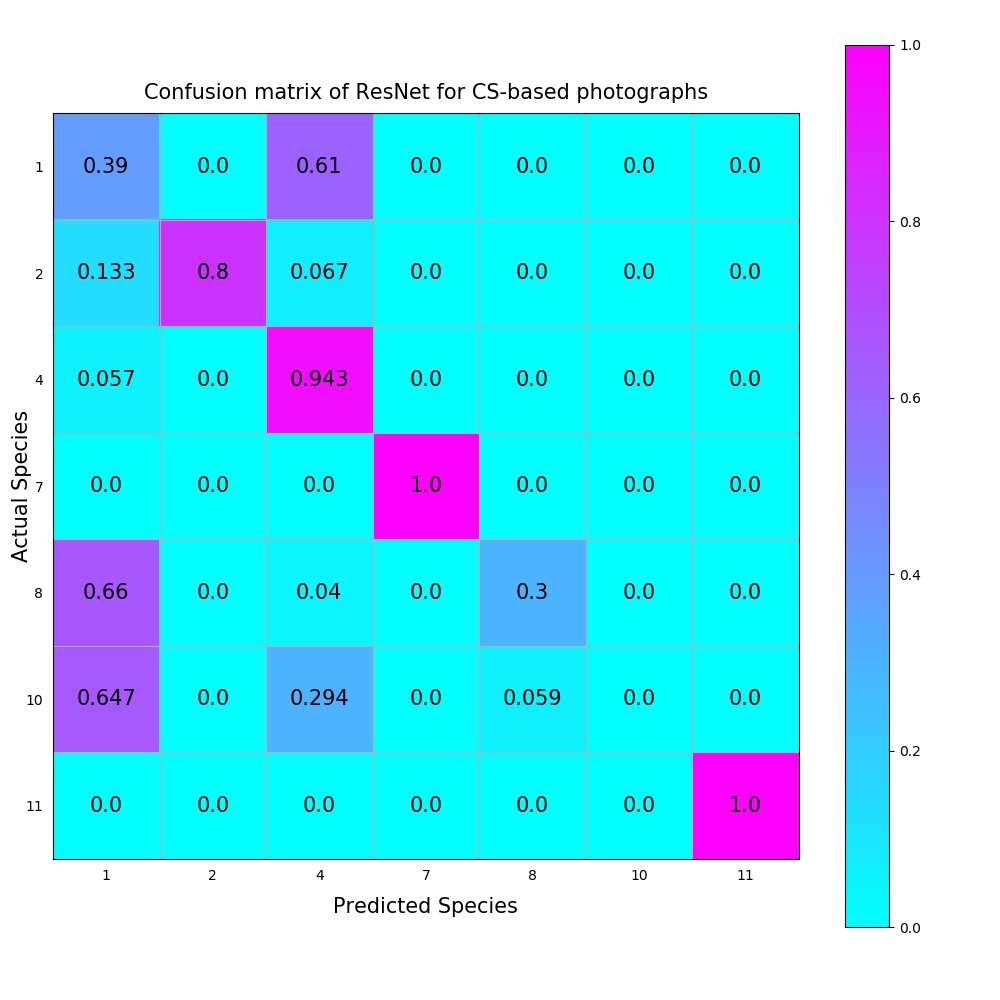 Confusion matrix of ResNet for CS-based photographs
1.0
0.8
0.6
0.4
0.2
0.0
Actual Species
1 0.39 0.0 0.61 0.0 0.0 0.0 0.0
2 0.133 0.8 0.067 0.0 0.0 0.0 0.0
4 0.057 0.0 0.943 0.0 0.0 0.0 0.0
7 0.0 0.0 0.0 1.0 0.0 0.0 0.0
8 0.66 0.0 0.04 0.0 0.3 0.0 0.0
10 0.647 0.0 0.294 0.0 0.059 0.0 0.0
11 0.0 0.0 0.0 0.0 0.0 0.0 1.0
1 2 4 7 8 10 11
Predicted Species